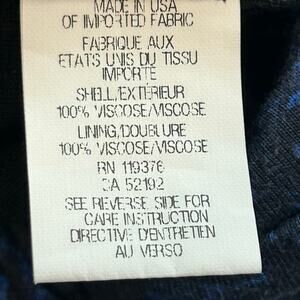 MADE IN USA
OF IMPORTED FABRIC
FABRIQUE AUX
ETATS UNIS DU TISSU
IMPORTE
SHELL/EXTÉRIEUR
100% VISCOSE/VISCOSE
LINING/DOUBLURE
100% VISCOSE/VISCOSE
RN 119376
CA 52192
SEE REVERSE SIDE FOR
CARE INSTRUCTION
DIRECTIVE D'ENTRETIEN
AU VERSO